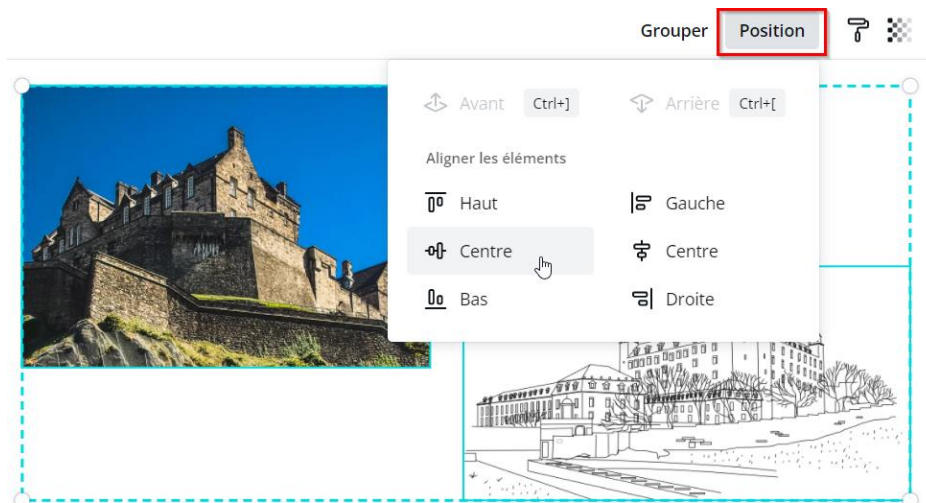 Grouper Position
Avant Ctrl+] Arrière Ctrl+[
Aligner les éléments
Haut Gauche
Centre Centre
Bas Droite